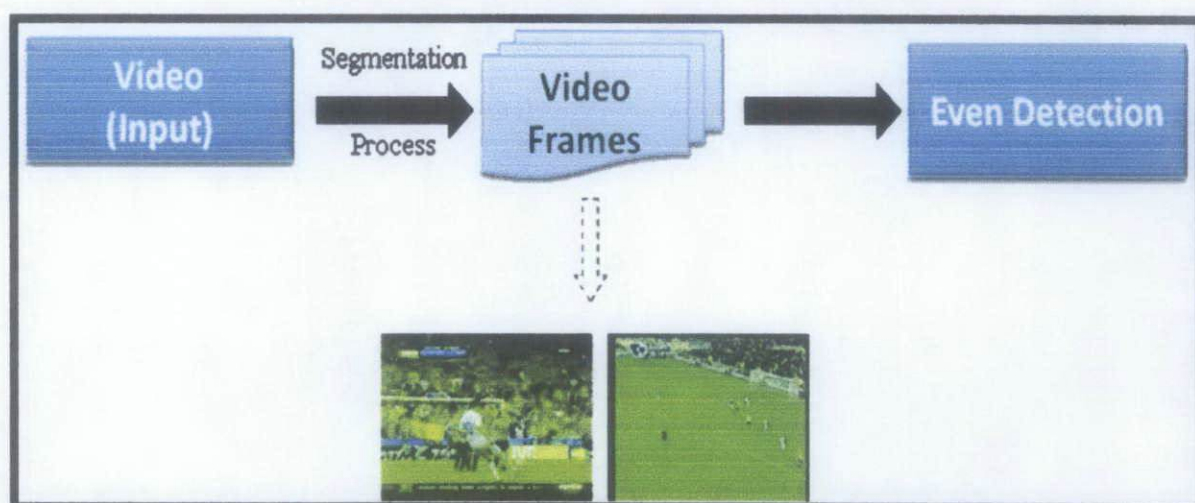 Video
(Input)
Segmentation
Process
Video
Frames
Even Detection